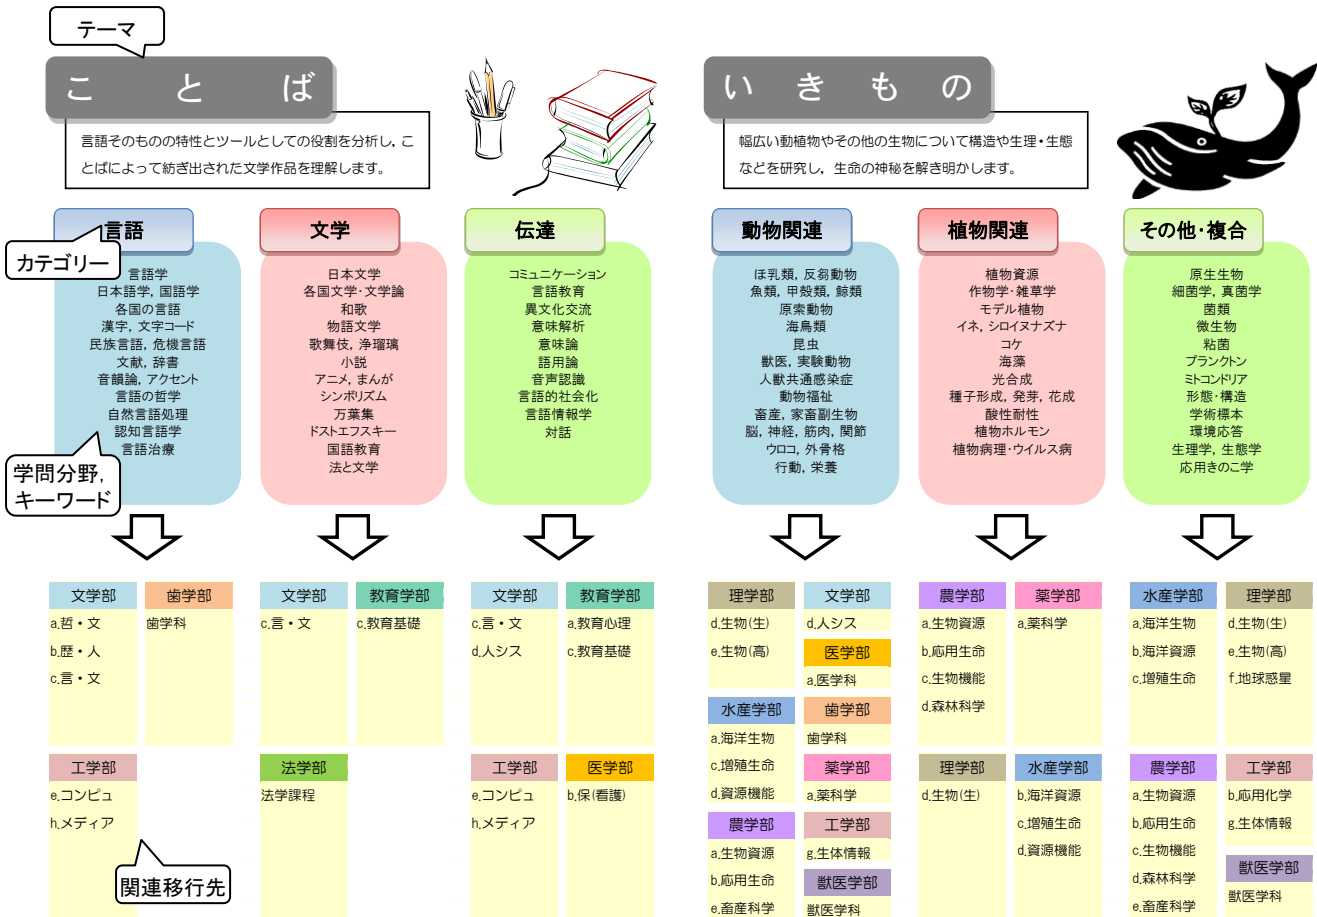 テーマ
ことば
言語そのものの特性とツールとしての役割を分析し，こ
とばによって紡ぎ出された文学作品を理解します。
言語
カテゴリー
言語学
日本語学，国語学
各国の言語
漢字，文字コード
民族言語，危機言語
文献，辞書
音韻論，アクセント
言語の哲学
自然言語処理
認知言語学
言語治療
学問分野，
キーワード
文学
日本文学
各国文学・文学論
和歌
物語文学
歌舞伎，浄瑠璃
小説
アニメ，まんが
シンボリズム
万葉集
ドストエフスキー
国語教育
法と文学
伝達
コミュニケーション
言語教育
異文化交流
意味解析
意味論
語用論
音声認識
言語的社会化
言語情報学
対話
文学部
a.哲・文
b.歴・人
c.言・文
歯学部
歯学科
工学部
e.コンピュ
h.メディア
関連移行先
文学部
c.言・文
教育学部
c.教育基礎
法学部
法学課程
文学部
c.言・文
d.人シス
教育学部
a.教育心理
c.教育基礎
工学部
e.コンピュ
h.メディア
医学部
b.保(看護)
いきもの
幅広い動植物やその他の生物について構造や生理・生態
などを研究し，生命の神秘を解き明かします。
動物関連
ほ乳類，反芻動物
魚類，甲殻類，鯨類
原索動物
海鳥類
昆虫
獣医，実験動物
人獣共通感染症
動物福祉
畜産，家畜副生物
脳，神経，筋肉，関節
ウロコ，外骨格
行動，栄養
植物関連
植物資源
作物学・雑草学
モデル植物
イネ，シロイヌナズナ
コケ
海藻
光合成
種子形成，発芽，花成
酸性耐性
植物ホルモン
植物病理・ウイルス病
その他・複合
原生生物
細菌学，真菌学
菌類
微生物
粘菌
プランクトン
ミトコンドリア
形態・構造
学術標本
環境応答
生理学，生態学
応用きのこ学
理学部
d.生物(生)
e.生物(高)
水産学部
a.海洋生物
c.増殖生命
d.資源機能
農学部
a.生物資源
b.応用生命
e.畜産科学
文学部
d.人シス
医学部
a.医学科
歯学部
歯学科
薬学部
a.薬科学
工学部
g.生体情報
獣医学部
獣医学科
農学部
a.生物資源
b.応用生命
c.生物機能
d.森林科学
薬学部
a.薬科学
理学部
d.生物(生)
水産学部
b.海洋資源
c.増殖生命
d.資源機能
水産学部
a.海洋生物
b.海洋資源
c.増殖生命
理学部
d.生物(生)
e.生物(高)
f.地球惑星
農学部
a.生物資源
b.応用生命
c.生物機能
d.森林科学
e.畜産科学
工学部
b.応用化学
g.生体情報
獣医学部
獣医学科